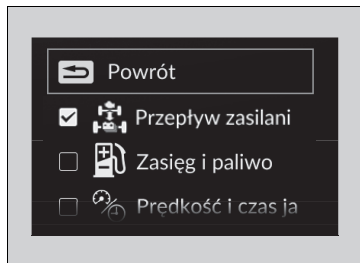 Powrót
Przepływ zasilani
Zasięg i paliwo
Prędkość i czas ja